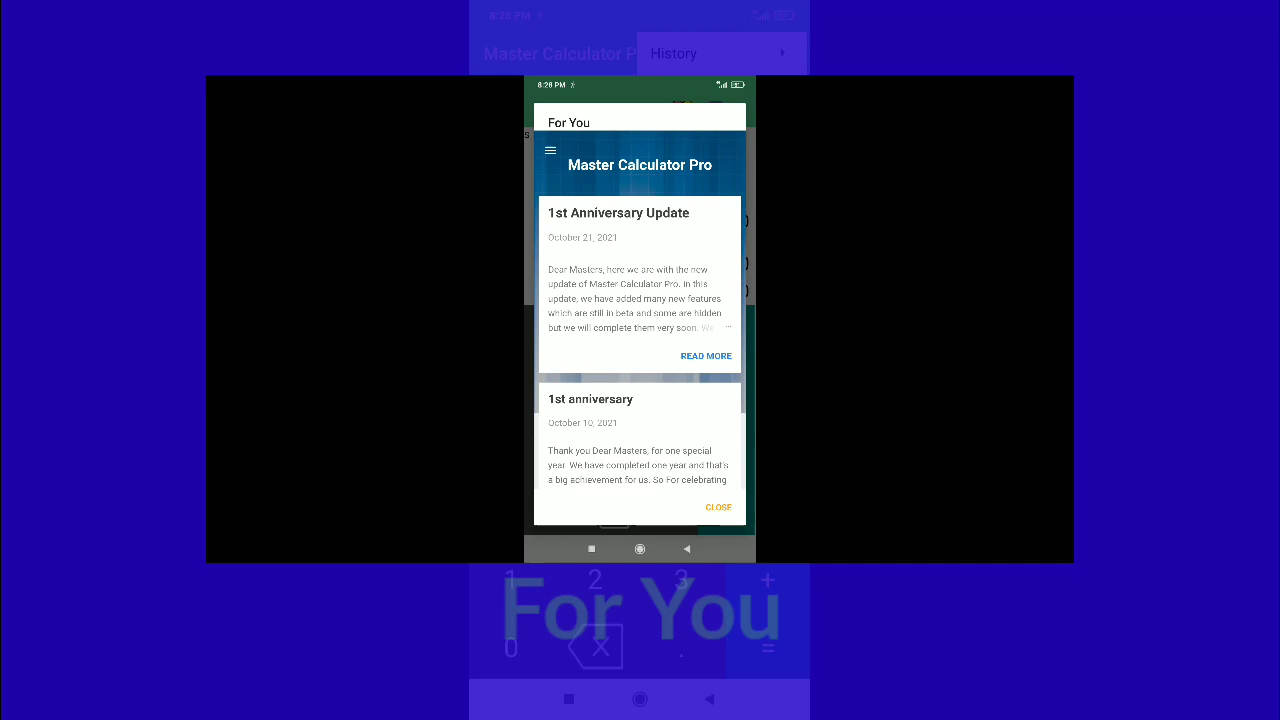 8:28 PM
Master Calculator P
History
8:28 PM
For You
Master Calculator Pro
1st Anniversary Update
October 21, 2021
Dear Masters, here we are with the new
update of Master Calculator Pro. In this
update, we have added many new features
which are still in beta and some are hidden
but we will complete them very soon. We ...
READ MORE
1st anniversary
October 10, 2021
Thank you Dear Masters, for one special
year. We have completed one year and that's
a big achievement for us. So For celebrating
CLOSE
1 2 3 +
For You
0 X . =